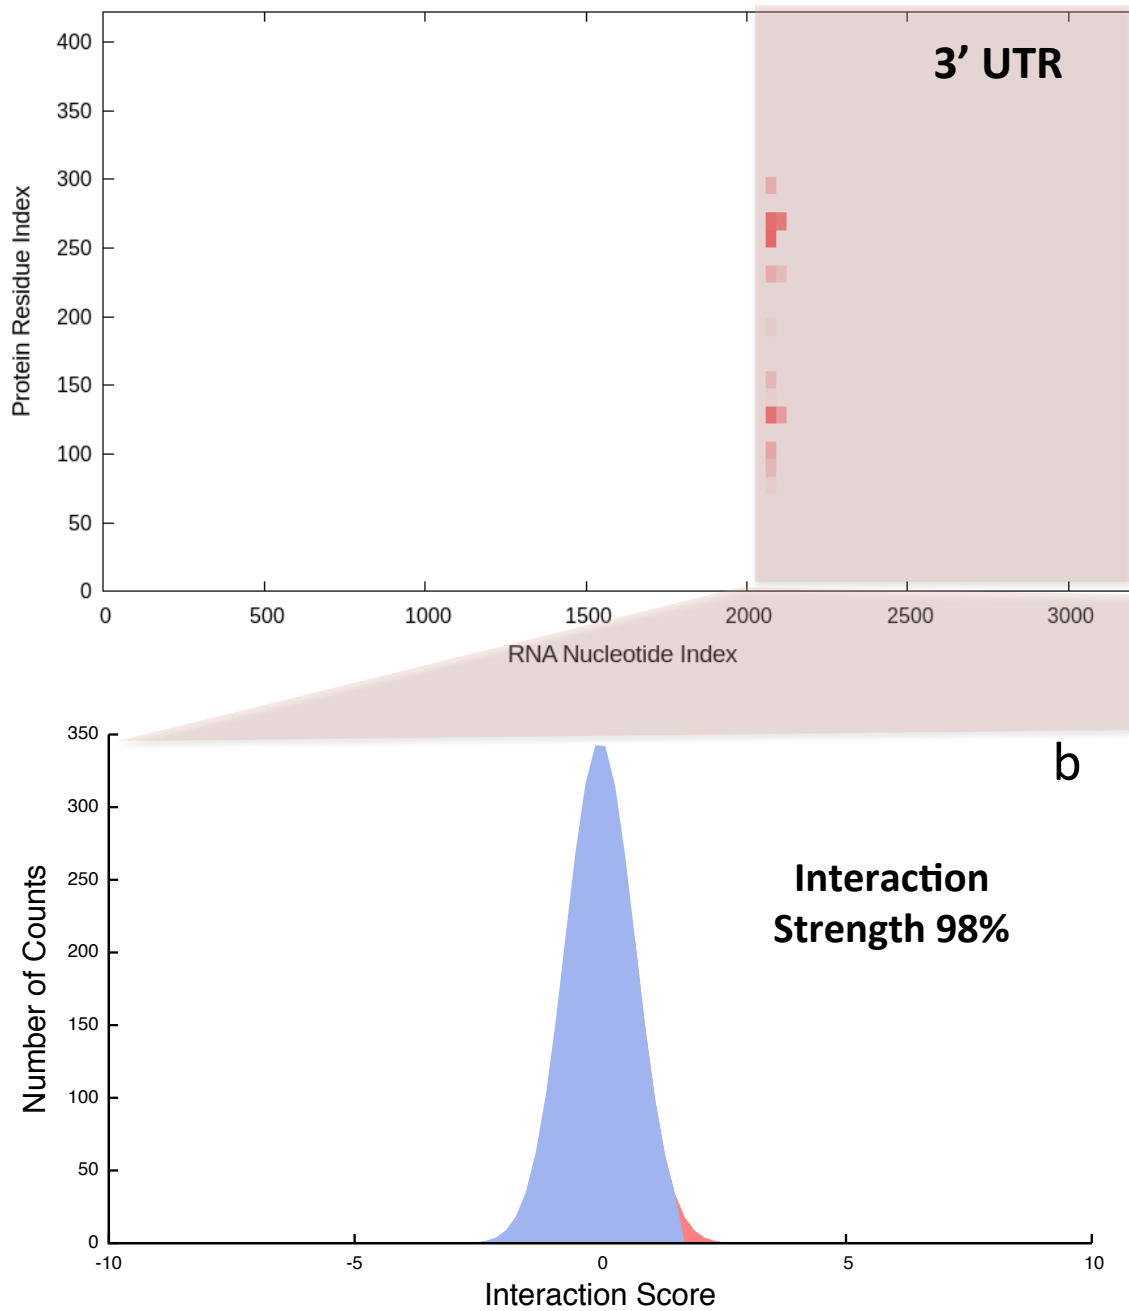 400
3’ UTR
350
300
250
200
150
100
50
0
Protein Residue Index
0 500 1000 1500 2000 2500 3000
RNA Nucleotide Index
350
b
300
250
200
150
100
50
0
Number of Counts
Interaction
Strength 98%
-10 -5 0 5 10
Interaction Score